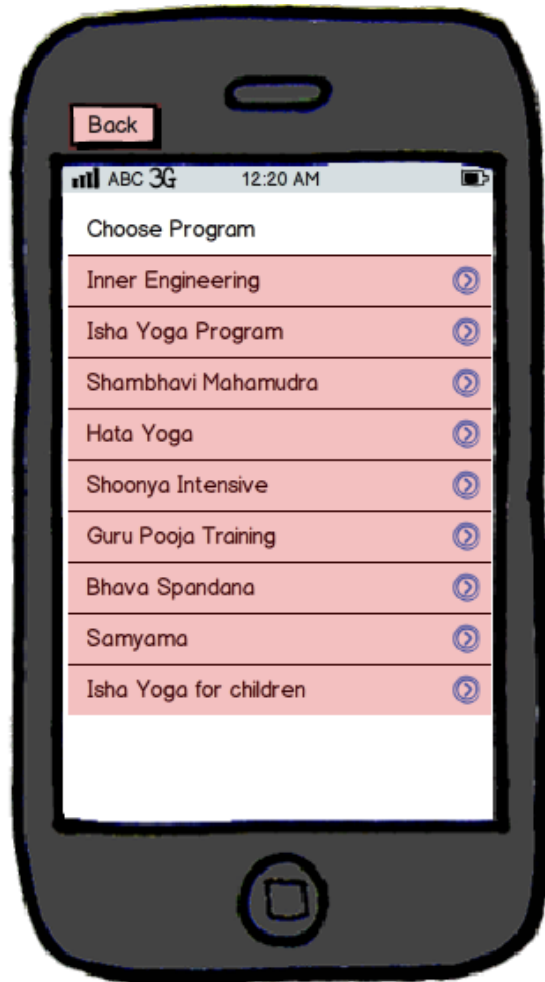 Back
ABC 3G 12:20 AM
Choose Program
Inner Engineering
Isha Yoga Program
Shambhavi Mahamudra
Hata Yoga
Shoonya Intensive
Guru Pooja Training
Bhava Spandana
Samyama
Isha Yoga for children